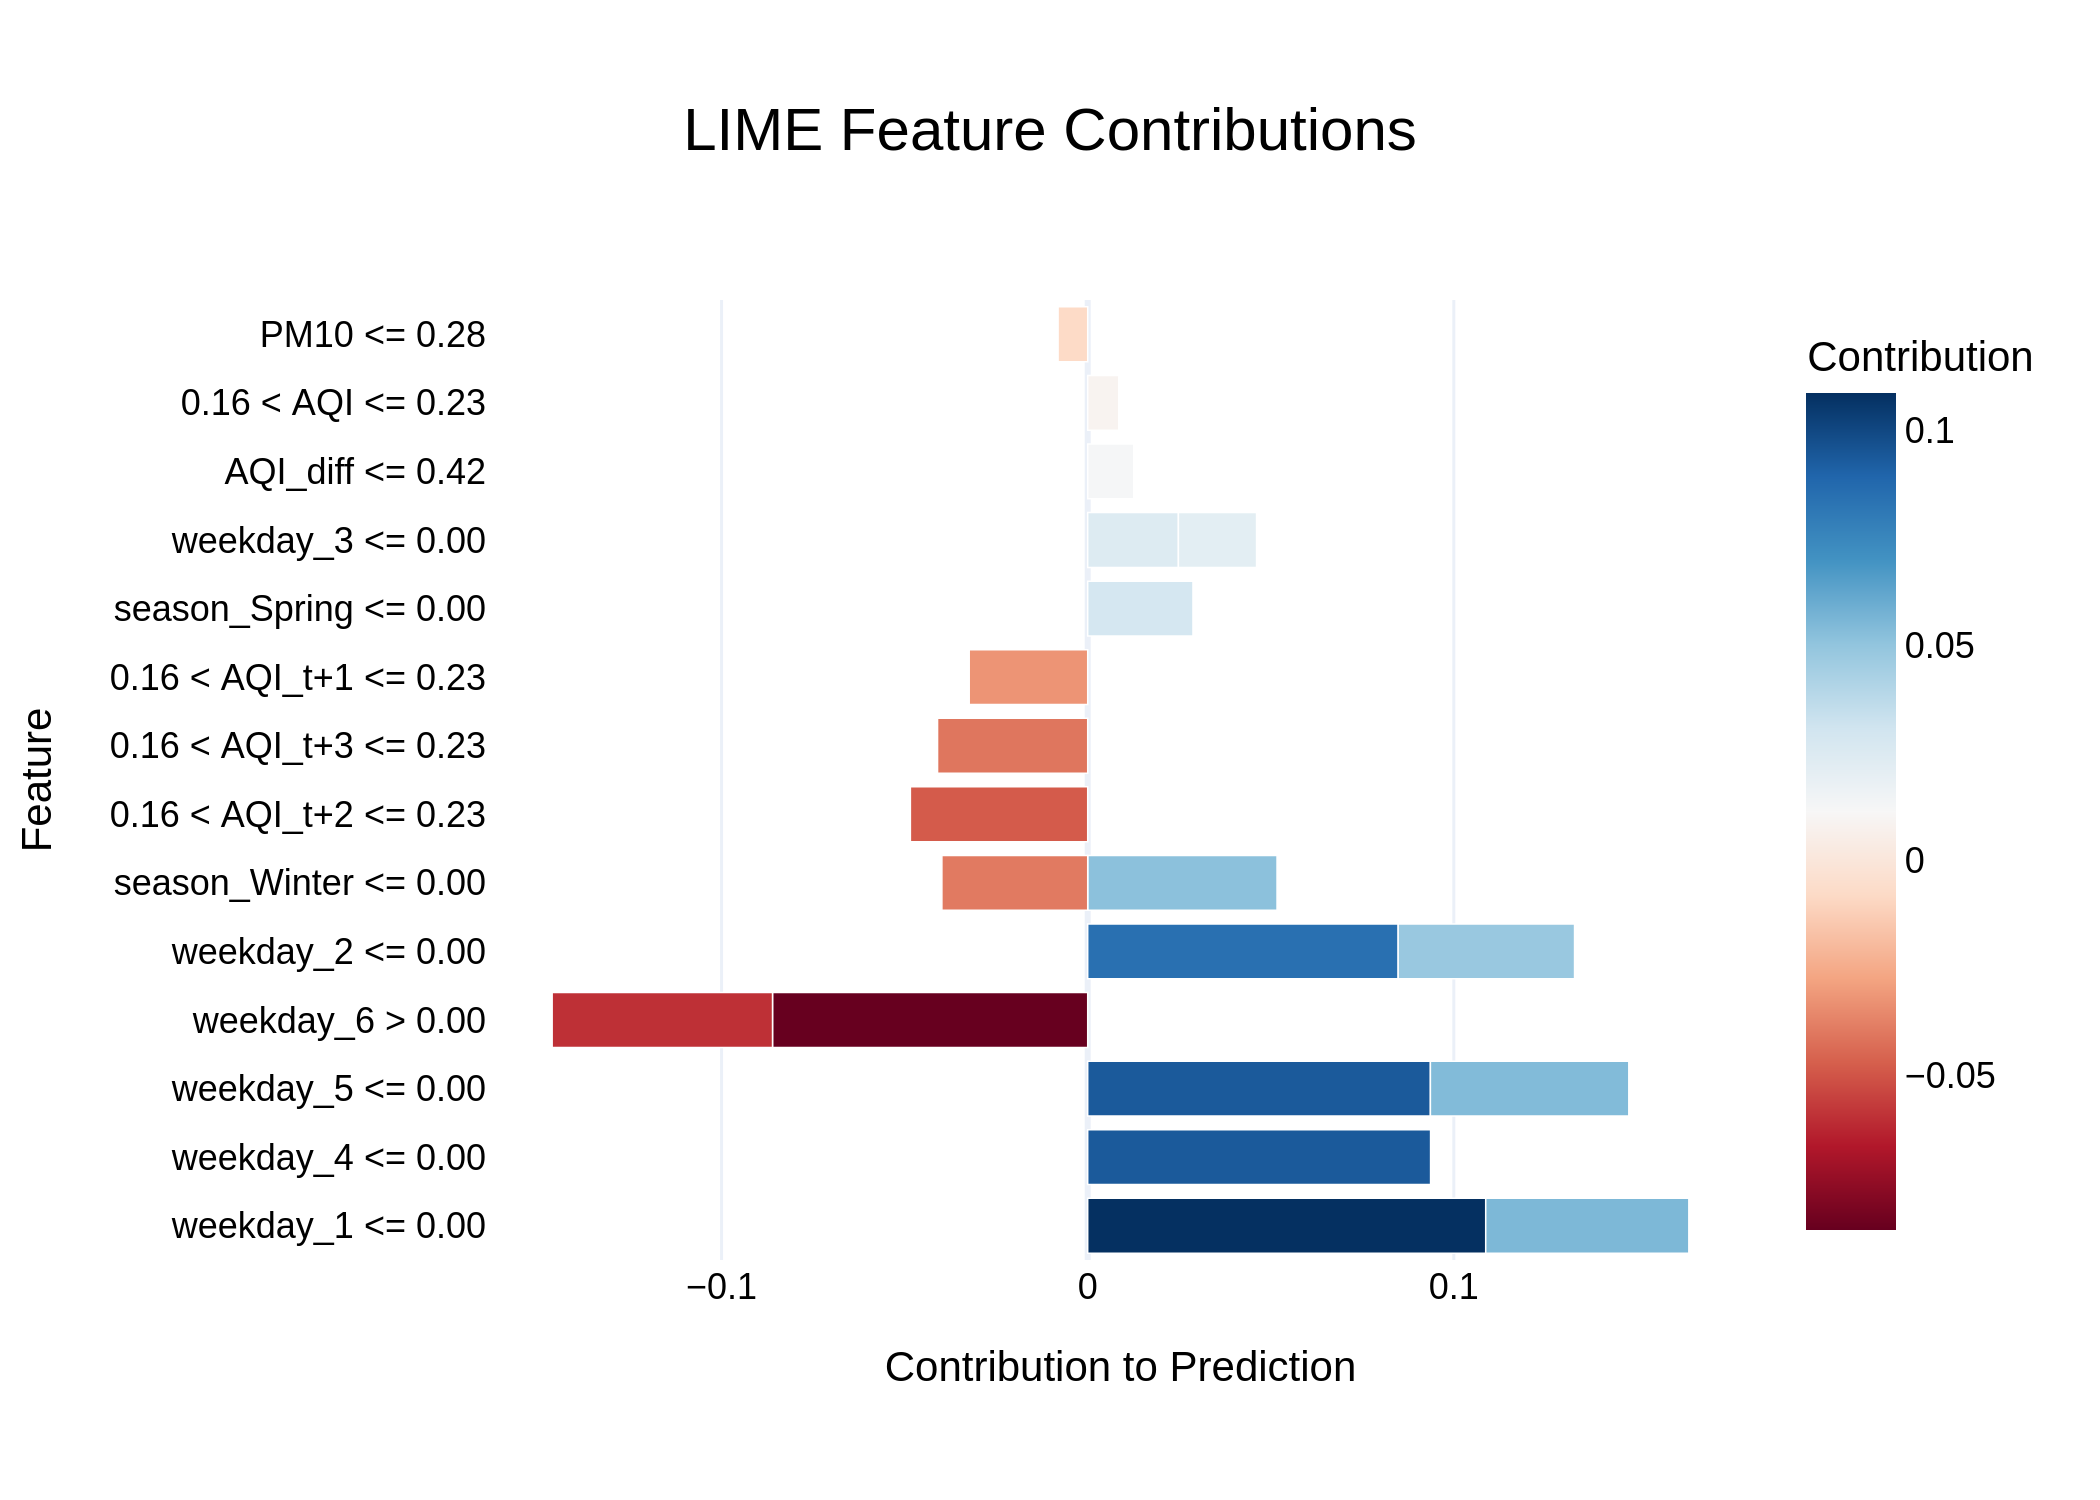 LIME Feature Contributions
PM10 <= 0.28
0.16 < AQI <= 0.23
AQI_diff <= 0.42
weekday_3 <= 0.00
season_Spring <= 0.00
0.16 < AQI_t+1 <= 0.23
0.16 < AQI_t+3 <= 0.23
0.16 < AQI_t+2 <= 0.23
season_Winter <= 0.00
weekday_2 <= 0.00
weekday_6 > 0.00
weekday_5 <= 0.00
weekday_4 <= 0.00
weekday_1 <= 0.00
Feature
−0.1
0
0.1
Contribution to Prediction
Contribution
0.1
0.05
0
−0.05